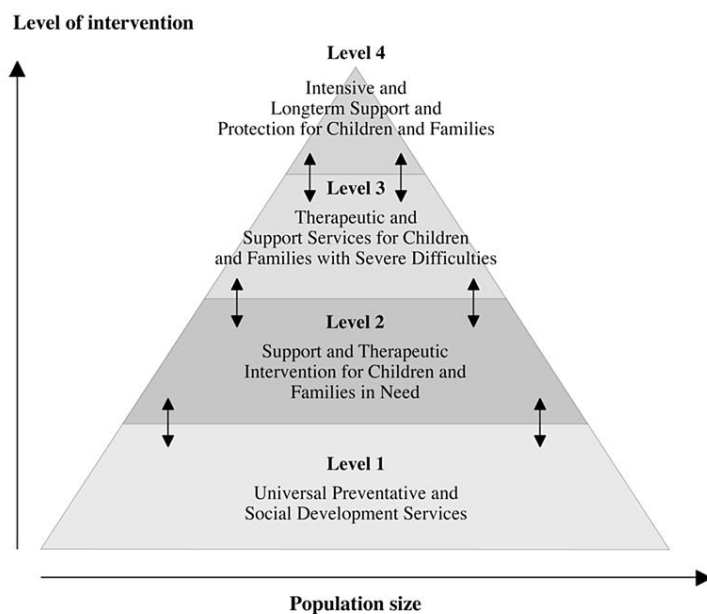 Level of intervention
Level 4
Intensive and
Longterm Support and
Protection for Children and Families
Level 3
Therapeutic and
Support Services for Children
and Families with Severe Difficulties
Level 2
Support and Therapeutic
Intervention for Children and
Families in Need
Level 1
Universal Preventative and
Social Development Services
Population size